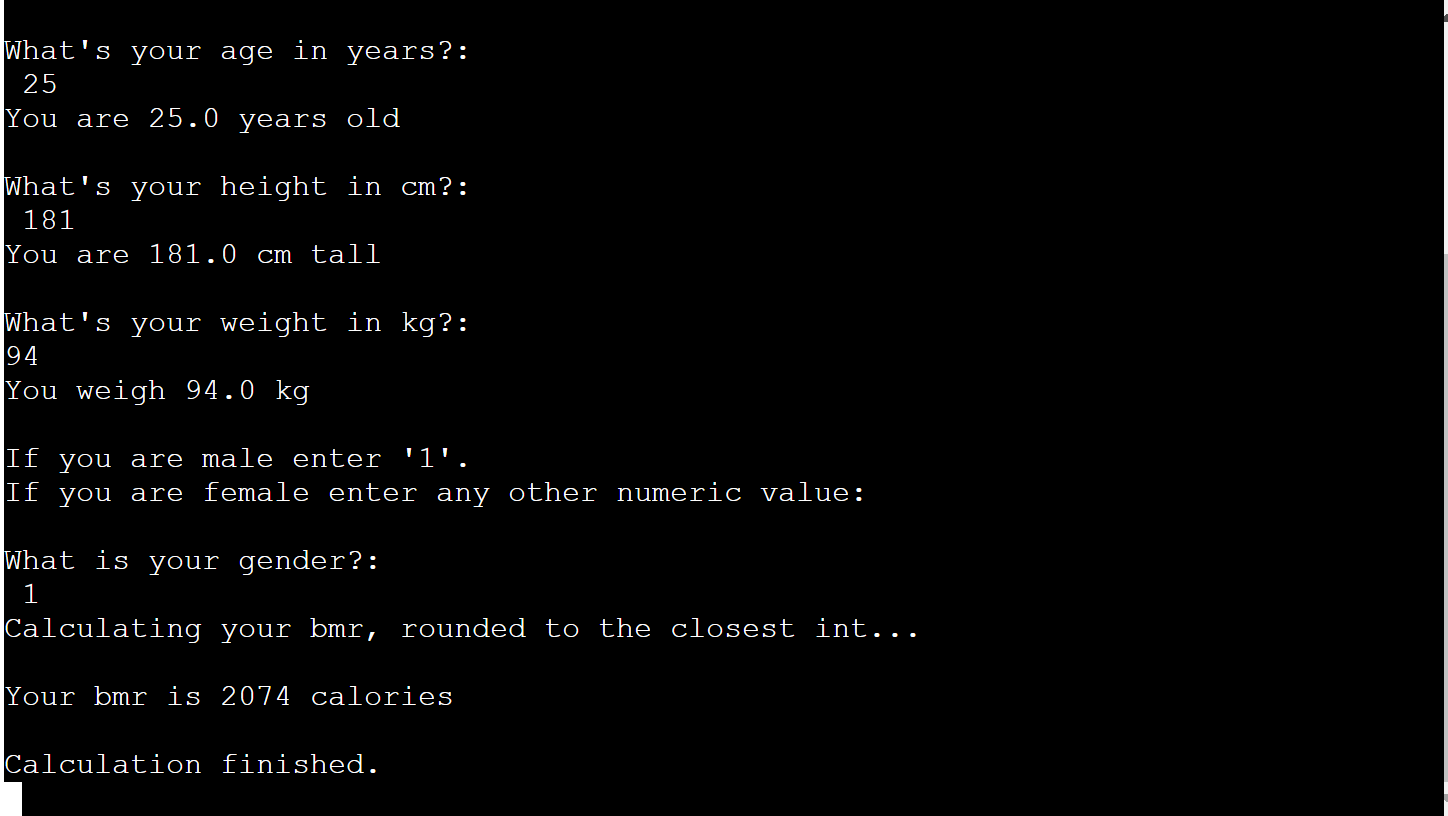 What's your age in years?:
25
You are 25.0 years old
What's your height in cm?:
181
You are 181.0 cm tall
What's your weight in kg?:
94
You weigh 94.0 kg
If you are male enter '1'.
If you are female enter any other numeric value:
What is your gender?:
1
Calculating your bmr, rounded to the closest int...
Your bmr is 2074 calories
Calculation finished.